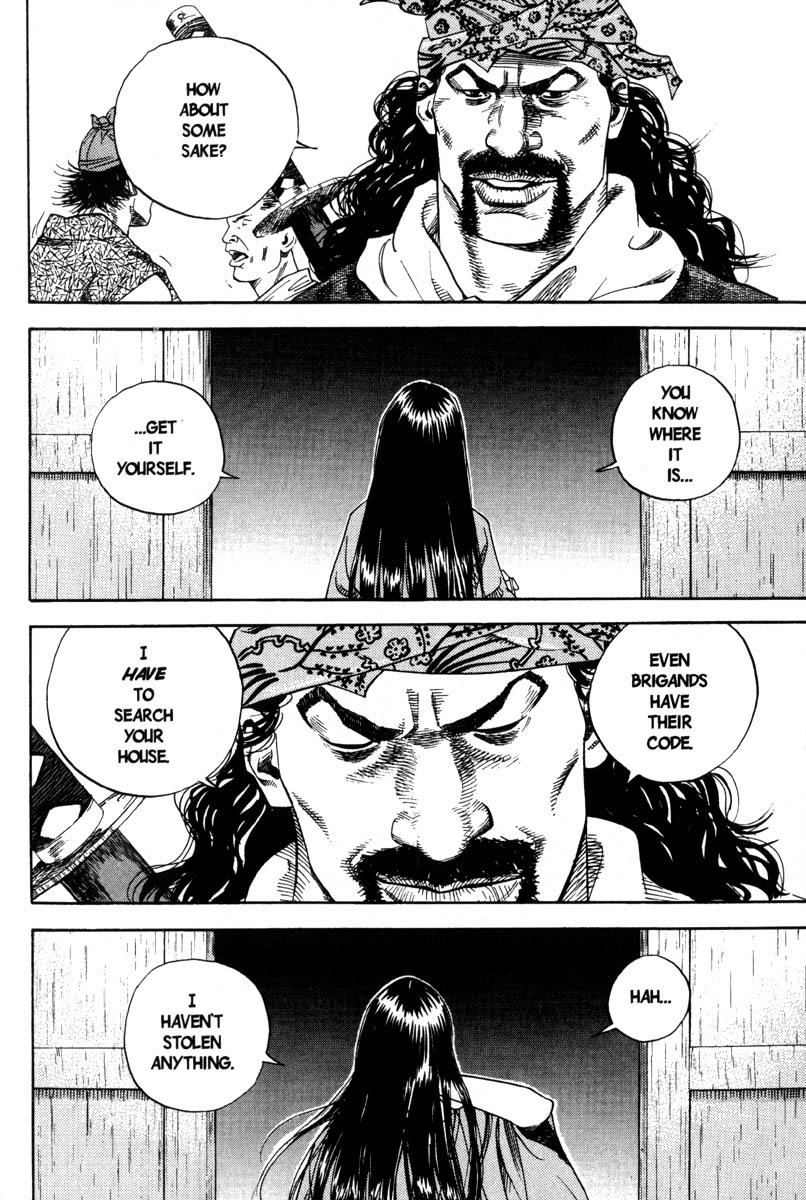 HOW
ABOUT
SOME
SAKE?
YOU
KNOW
WHERE
IT
IS...
...GET
IT
YOURSELF.
EVEN
BRIGANDS
HAVE
THEIR
CODE.
I
HAVE
TO
SEARCH
YOUR
HOUSE.
HAH...
I
HAVEN'T
STOLEN
ANYTHING.